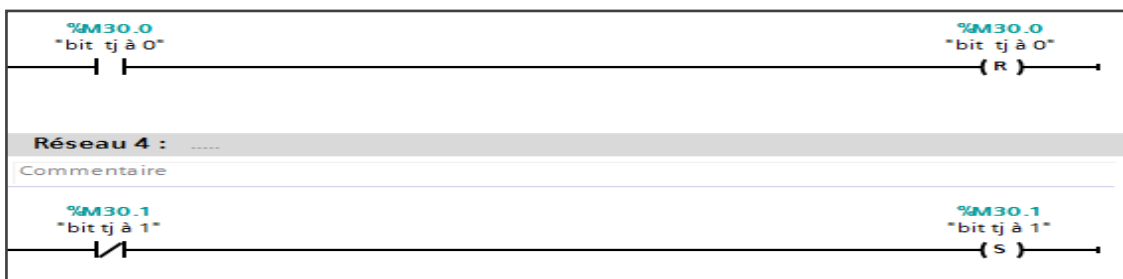 %M30.0 %M30.0
"bit tj à 0" "bit tj à 0"
( R )
Réseau 4 : .....
Commentaire
%M30.1 %M30.1
"bit tj à 1" "bit tj à 1"
( S )